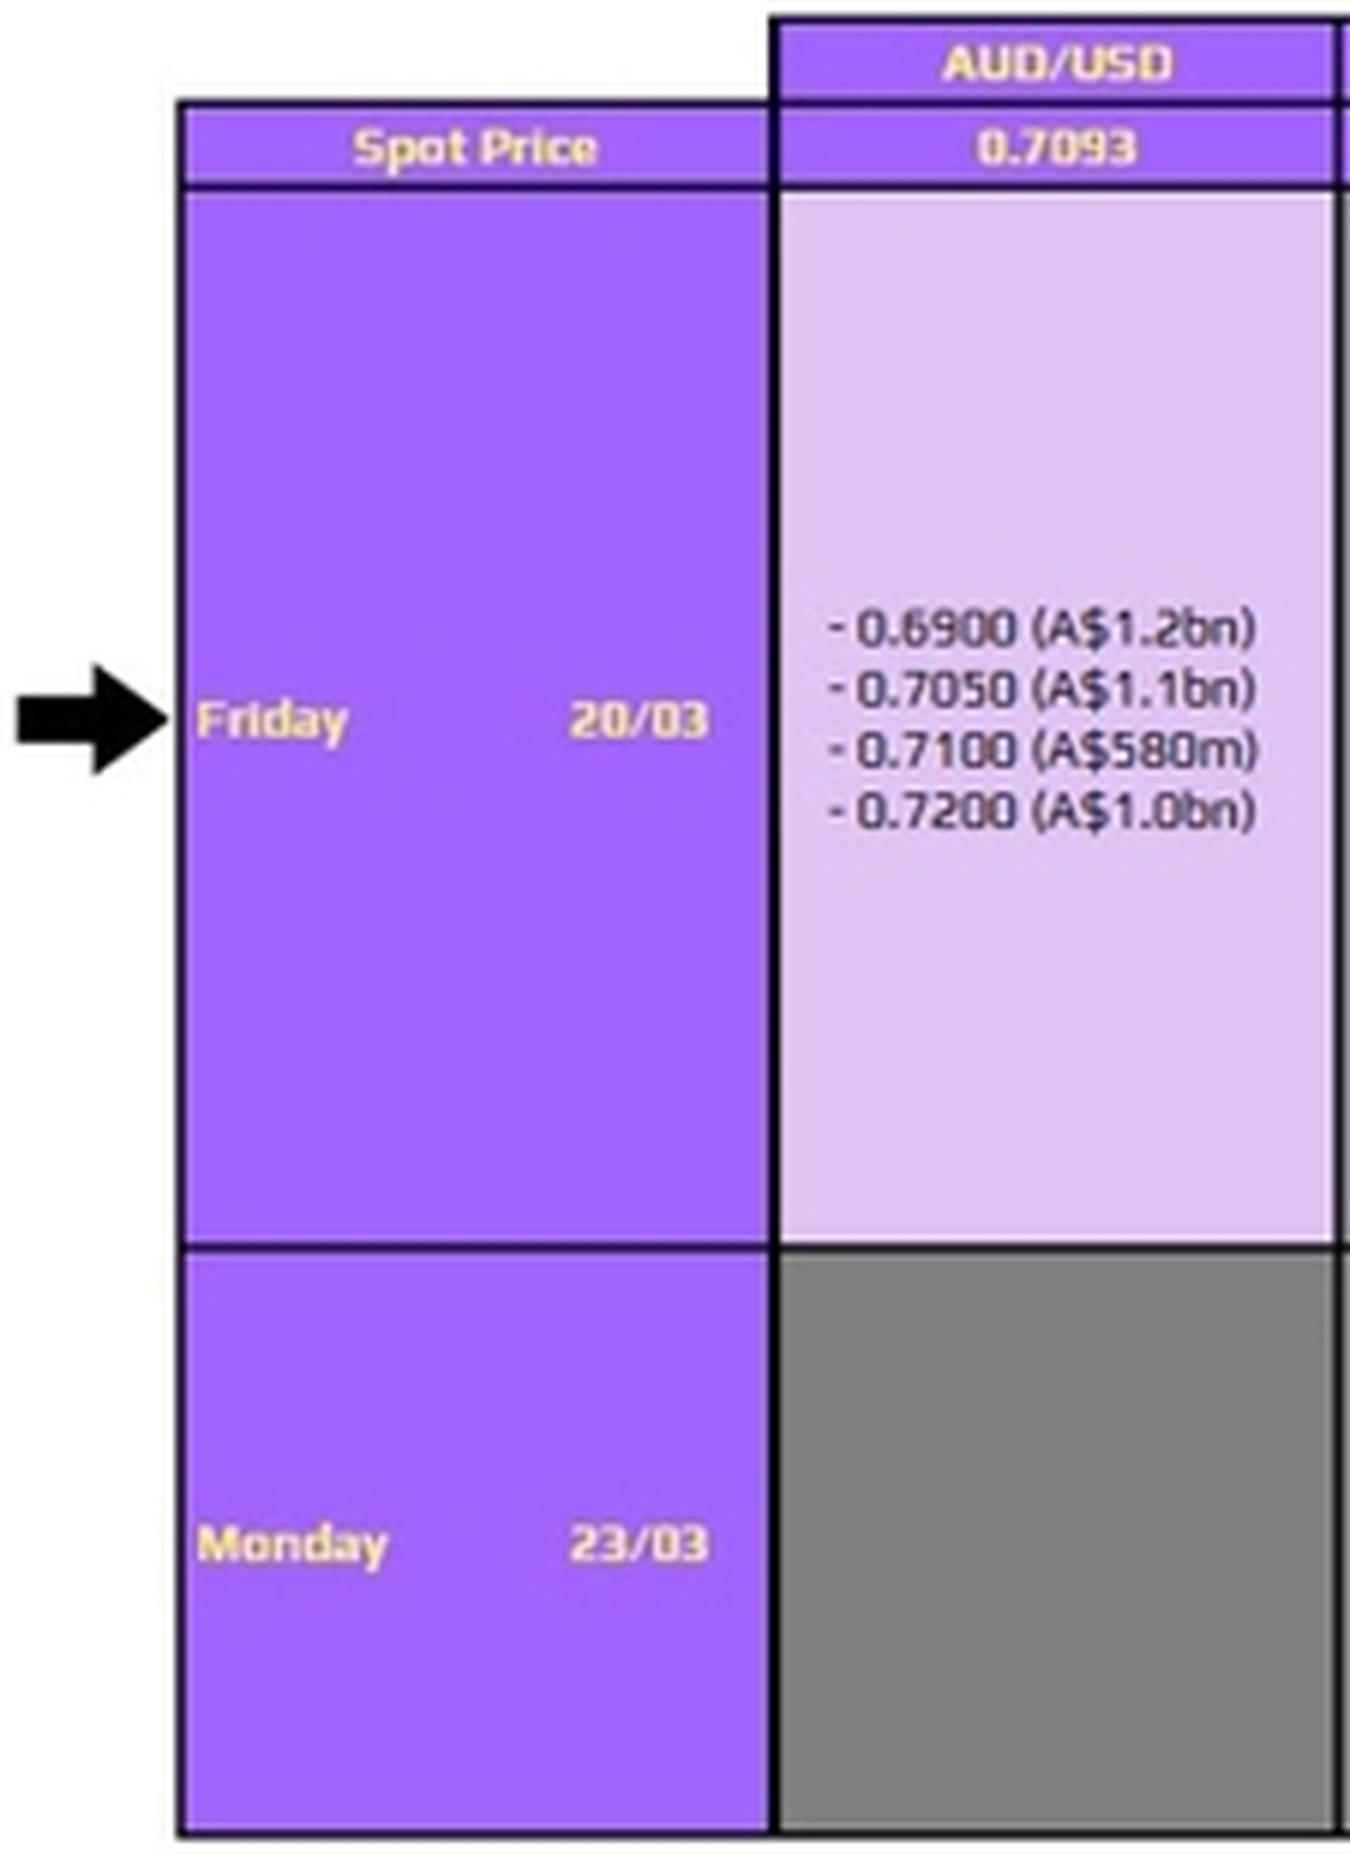 AUD/USD
Spot Price 0.7093
Friday 20/03
- 0.6900 (A$1.2bn)
- 0.7050 (A$1.1bn)
- 0.7100 (A$580m)
- 0.7200 (A$1.0bn)
Monday 23/03